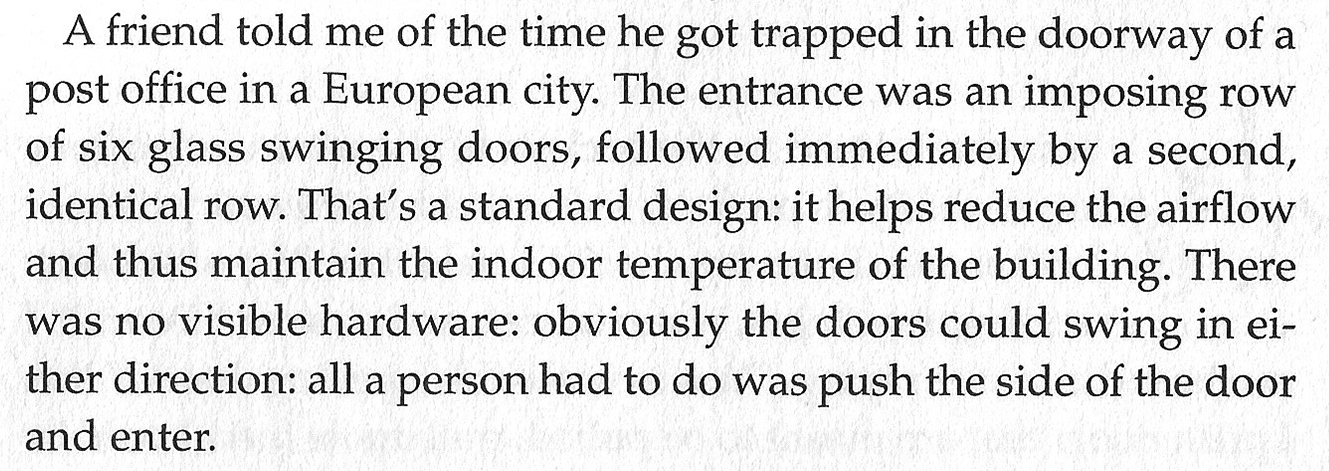 A friend told me of the time he got trapped in the doorway of a
post office in a European city. The entrance was an imposing row
of six glass swinging doors, followed immediately by a second,
identical row. That's a standard design: it helps reduce the airflow
and thus maintain the indoor temperature of the building. There
was no visible hardware: obviously the doors could swing in ei-
ther direction: all a person had to do was push the side of the door
and enter.